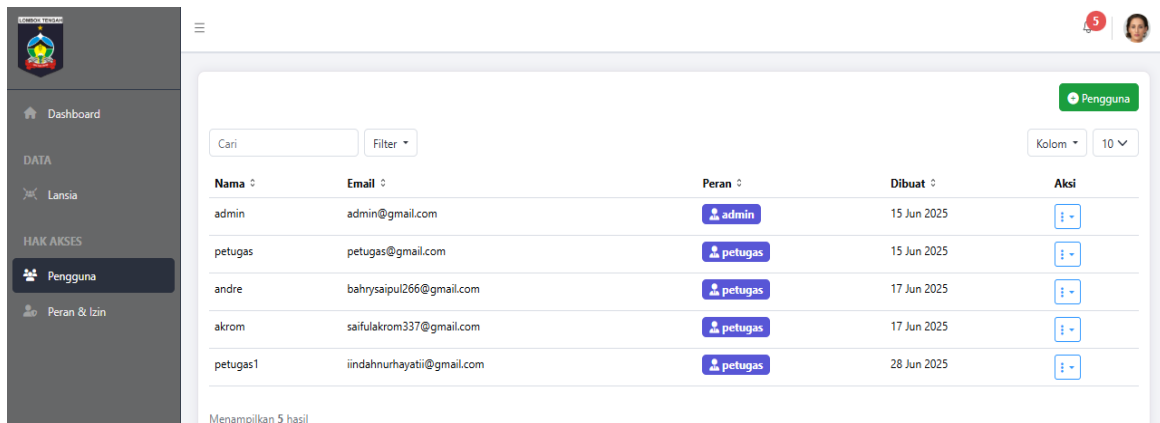 LOMBOK TENGAH
5
Dashboard
DATA
Lansia
HAK AKSES
Pengguna
Peran & Izin
Pengguna
Cari Filter Kolom 10
Nama Email Peran Dibuat Aksi
admin admin@gmail.com admin 15 Jun 2025
petugas petugas@gmail.com petugas 15 Jun 2025
andre bahrysaipul266@gmail.com petugas 17 Jun 2025
akrom saifulakrom337@gmail.com petugas 17 Jun 2025
petugas1 iindahnurhayatii@gmail.com petugas 28 Jun 2025
Menampilkan 5 hasil